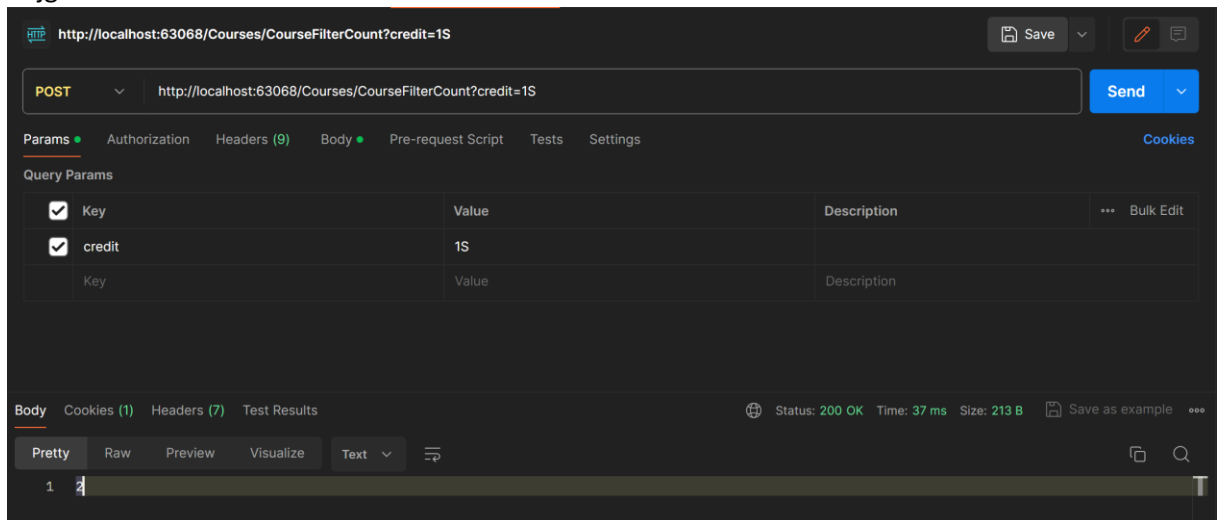 HTTP http://localhost:63068/Courses/CourseFilterCount?credit=1S Save
POST http://localhost:63068/Courses/CourseFilterCount?credit=1S Send
Params Authorization Headers (9) Body Pre-request Script Tests Settings Cookies
Query Params
Key Value Description Bulk Edit
credit 1S
Key Value Description
Body Cookies (1) Headers (7) Test Results Status: 200 OK Time: 37 ms Size: 213 B Save as example
Pretty Raw Preview Visualize Text
1 2